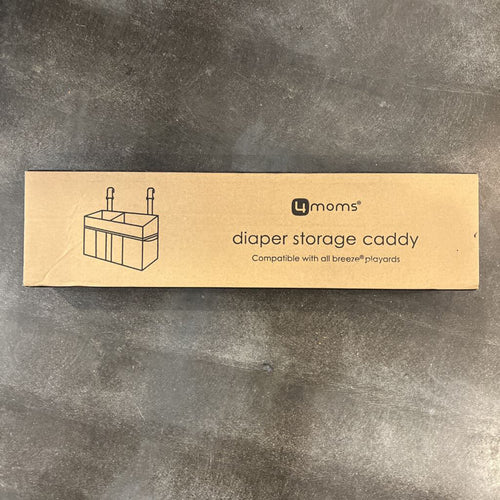 4moms®
diaper storage caddy
Compatible with all breeze® playards